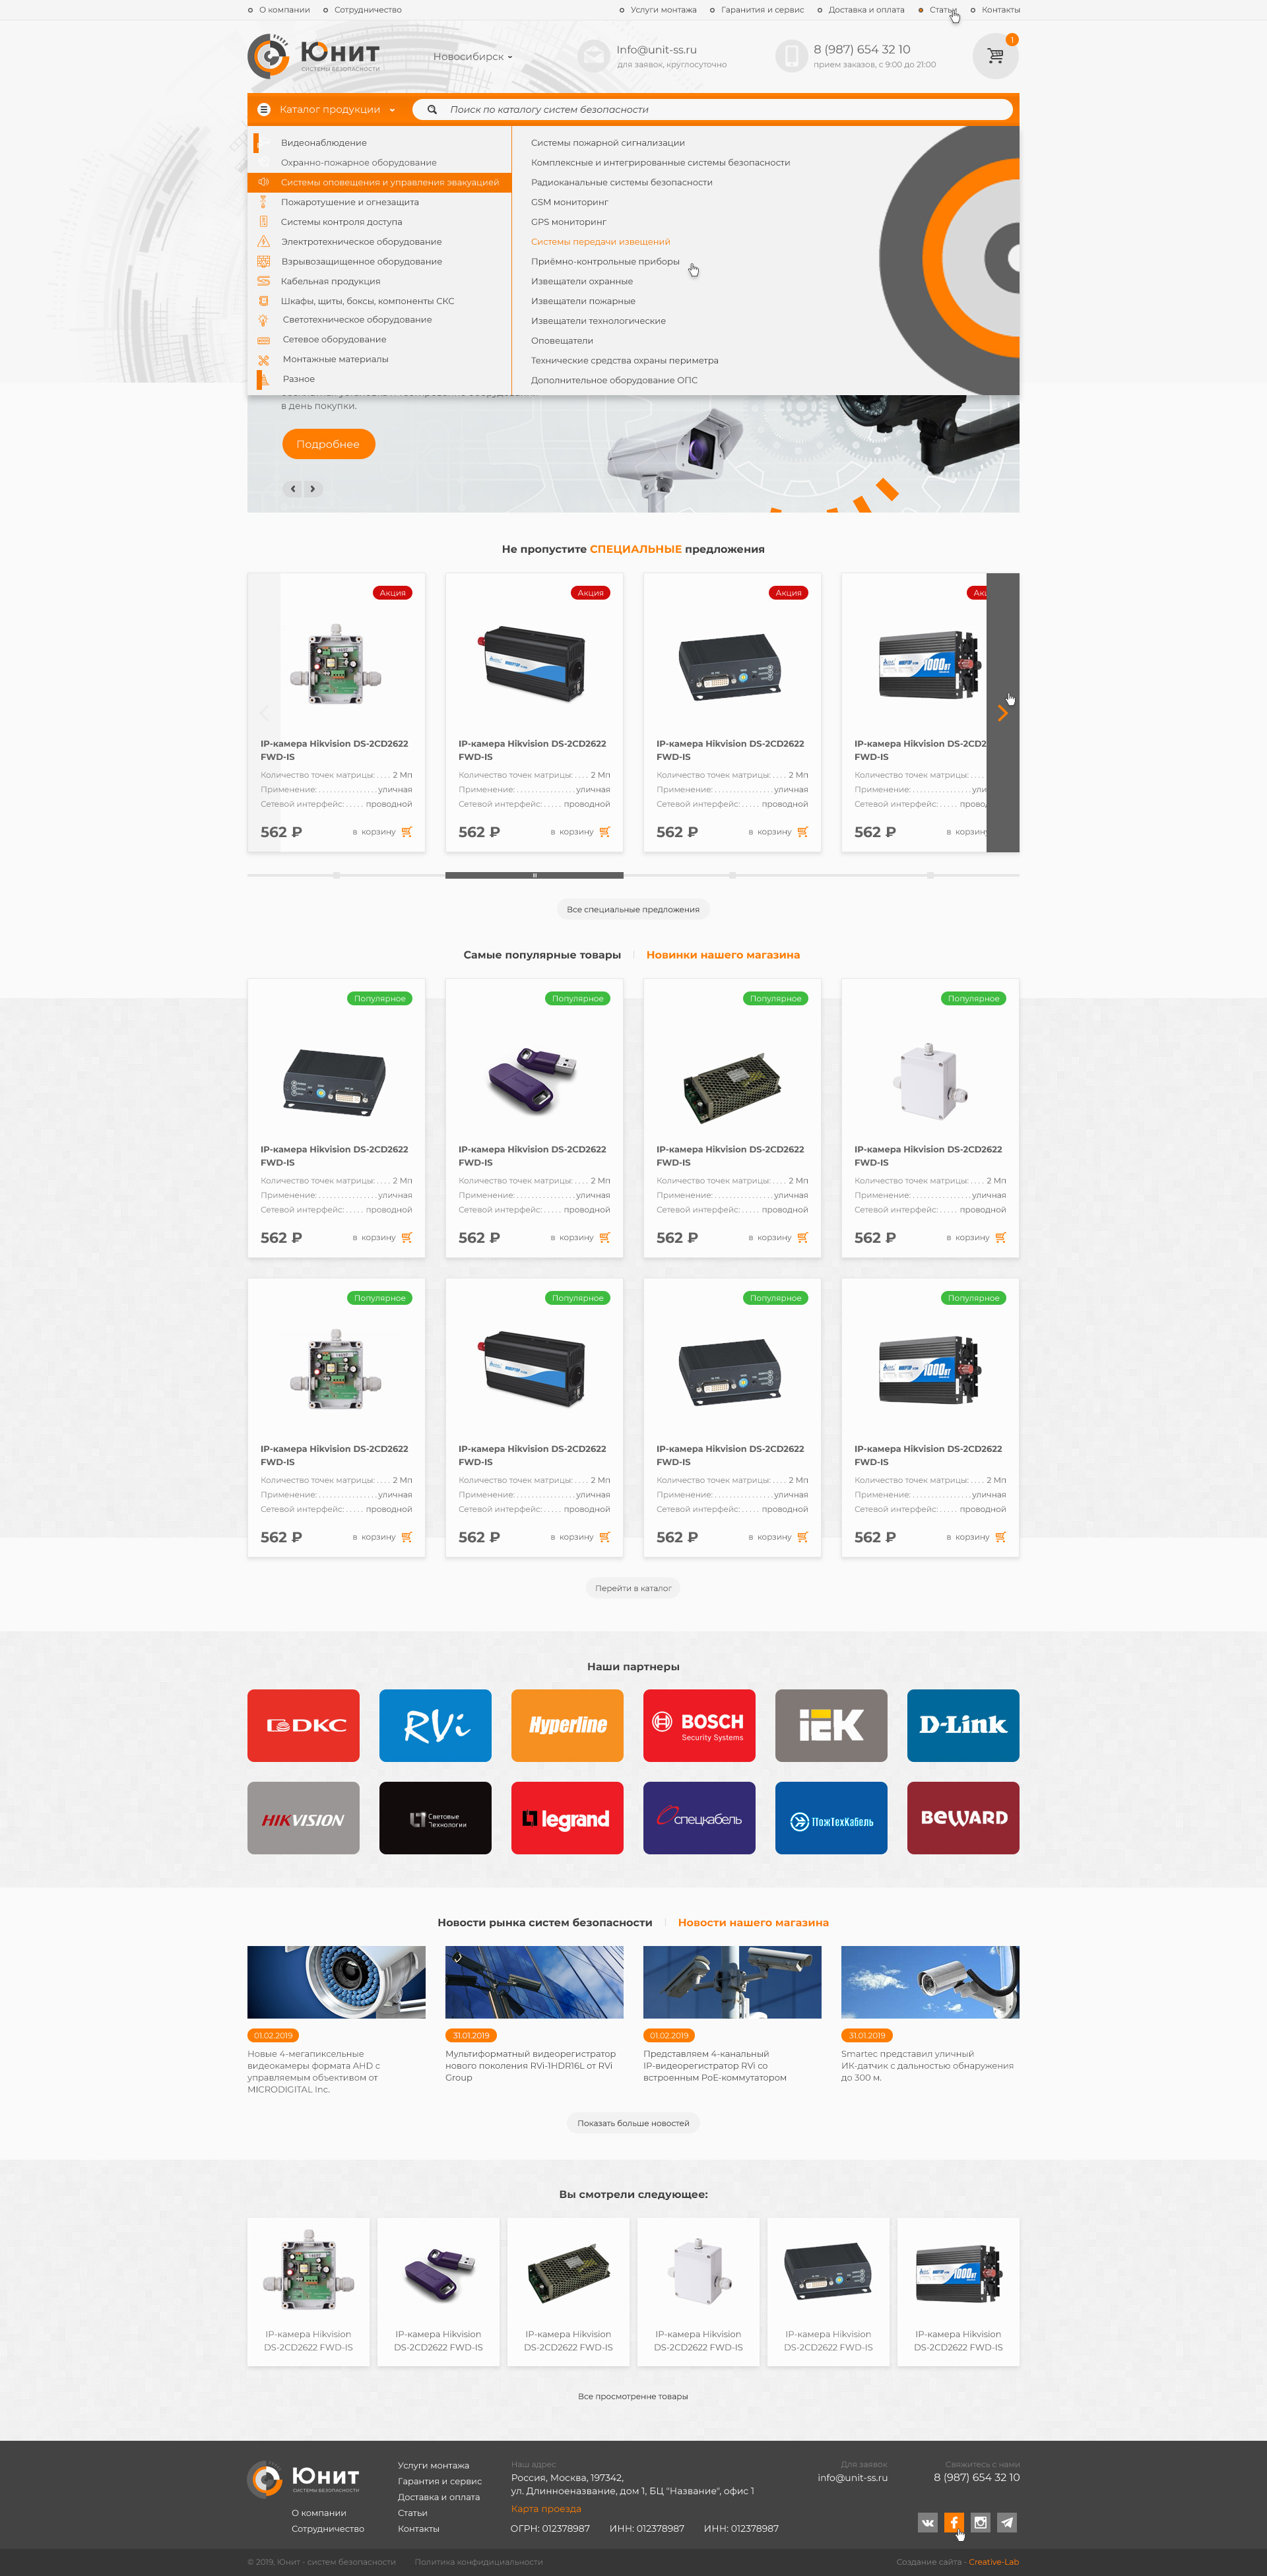 О компании
Сотрудничество
Услуги монтажа
Гарантия и сервис
Доставка и оплата
Статьи
Контакты
Юнит
СИСТЕМЫ БЕЗОПАСНОСТИ
Новосибирск
Info@unit-ss.ru
для заявок, круглосуточно
8 (987) 654 32 10
прием заказов, с 9:00 до 21:00
1
Каталог продукции
Поиск по каталогу систем безопасности
Видеонаблюдение
Охранно-пожарное оборудование
Системы оповещения и управления эвакуацией
Пожаротушение и огнезащита
Системы контроля доступа
Электротехническое оборудование
Взрывозащищенное оборудование
Кабельная продукция
Шкафы, щиты, боксы, компоненты СКС
Светотехническое оборудование
Сетевое оборудование
Монтажные материалы
Разное
Системы пожарной сигнализации
Комплексные и интегрированные системы безопасности
Радиоканальные системы безопасности
GSM мониторинг
GPS мониторинг
Системы передачи извещений
Приёмно-контрольные приборы
Извещатели охранные
Извещатели пожарные
Извещатели технологические
Оповещатели
Технические средства охраны периметра
Дополнительное оборудование ОПС
в день покупки.
Подробнее
Не пропустите СПЕЦИАЛЬНЫЕ предложения
Акция
IP-камера Hikvision DS-2CD2622
FWD-IS
Количество точек матрицы: .... 2 Мп
Применение: ................ уличная
Сетевой интерфейс: ..... проводной
562 ₽
в корзину
Акция
IP-камера Hikvision DS-2CD2622
FWD-IS
Количество точек матрицы: .... 2 Мп
Применение: ................ уличная
Сетевой интерфейс: ..... проводной
562 ₽
в корзину
Акция
IP-камера Hikvision DS-2CD2622
FWD-IS
Количество точек матрицы: .... 2 Мп
Применение: ................ уличная
Сетевой интерфейс: ..... проводной
562 ₽
в корзину
IP-камера Hikvision DS-2CD2
FWD-IS
Количество точек матрицы: ....
Применение: ................
Сетевой интерфейс: .....
562 ₽
1000ВТ
Все специальные предложения
Самые популярные товары
Новинки нашего магазина
Популярное
IP-камера Hikvision DS-2CD2622
FWD-IS
Количество точек матрицы: .... 2 Мп
Применение: ................ уличная
Сетевой интерфейс: ..... проводной
562 ₽
в корзину
Популярное
IP-камера Hikvision DS-2CD2622
FWD-IS
Количество точек матрицы: .... 2 Мп
Применение: ................ уличная
Сетевой интерфейс: ..... проводной
562 ₽
в корзину
Популярное
IP-камера Hikvision DS-2CD2622
FWD-IS
Количество точек матрицы: .... 2 Мп
Применение: ................ уличная
Сетевой интерфейс: ..... проводной
562 ₽
в корзину
Популярное
IP-камера Hikvision DS-2CD2622
FWD-IS
Количество точек матрицы: .... 2 Мп
Применение: ................ уличная
Сетевой интерфейс: ..... проводной
562 ₽
в корзину
Популярное
IP-камера Hikvision DS-2CD2622
FWD-IS
Количество точек матрицы: .... 2 Мп
Применение: ................ уличная
Сетевой интерфейс: ..... проводной
562 ₽
в корзину
Популярное
IP-камера Hikvision DS-2CD2622
FWD-IS
Количество точек матрицы: .... 2 Мп
Применение: ................ уличная
Сетевой интерфейс: ..... проводной
562 ₽
в корзину
Популярное
IP-камера Hikvision DS-2CD2622
FWD-IS
Количество точек матрицы: .... 2 Мп
Применение: ................ уличная
Сетевой интерфейс: ..... проводной
562 ₽
в корзину
Популярное
1000ВТ
IP-камера Hikvision DS-2CD2622
FWD-IS
Количество точек матрицы: .... 2 Мп
Применение: ................ уличная
Сетевой интерфейс: ..... проводной
562 ₽
в корзину
Перейти в каталог
Наши партнеры
DKC
RVi
Hyperline
BOSCH
Security Systems
IEK
D-Link
HIKVISION
Световые
Технологии
legrand
спецкабель
ПожТехКабель
BEWARD
Новости рынка систем безопасности
Новости нашего магазина
01.02.2019
Новые 4-мегапиксельные
видеокамеры формата AHD с
управляемым объективом от
MICRODIGITAL Inc.
31.01.2019
Мультиформатный видеорегистратор
нового поколения RVi-1HDR16L от RVi
Group
01.02.2019
Представляем 4-канальный
IP-видеорегистратор RVi со
встроенным PoE-коммутатором
31.01.2019
Smartec представил уличный
ИК-датчик с дальностью обнаружения
до 300 м.
Показать больше новостей
Вы смотрели следующее:
IP-камера Hikvision
DS-2CD2622 FWD-IS
IP-камера Hikvision
DS-2CD2622 FWD-IS
IP-камера Hikvision
DS-2CD2622 FWD-IS
IP-камера Hikvision
DS-2CD2622 FWD-IS
IP-камера Hikvision
DS-2CD2622 FWD-IS
IP-камера Hikvision
DS-2CD2622 FWD-IS
Все просмотренне товары
Юнит
СИСТЕМЫ БЕЗОПАСНОСТИ
О компании
Сотрудничество
Услуги монтажа
Гарантия и сервис
Доставка и оплата
Статьи
Контакты
Наш адрес
Россия, Москва, 197342,
ул. Длинноеназвание, дом 1, БЦ "Название", офис 1
Карта проезда
ОГРН: 012378987
ИНН: 012378987
ИНН: 012378987
Для заявок
info@unit-ss.ru
Свяжитесь с нами
8 (987) 654 32 10
© 2019, Юнит - систем безопасности
Политика конфидициальности
Создание сайта - Creative-Lab